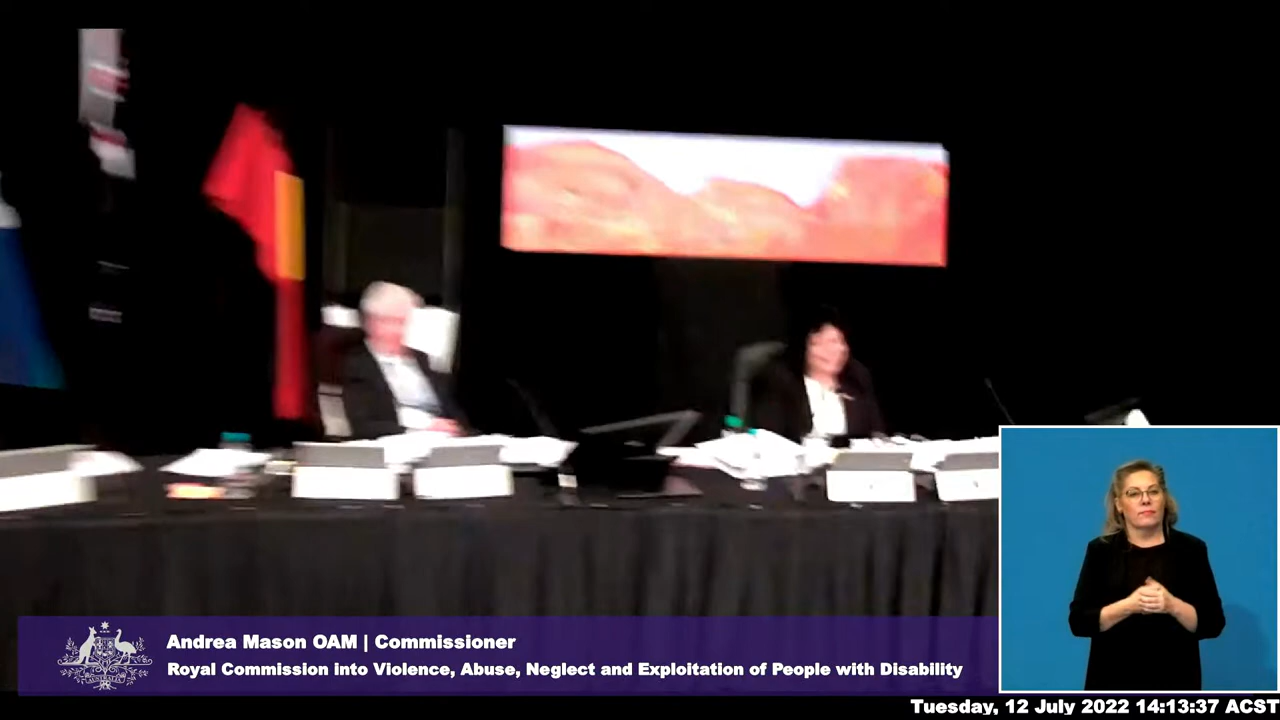 Andrea Mason OAM | Commissioner
Royal Commission into Violence, Abuse, Neglect and Exploitation of People with Disability
Tuesday, 12 July 2022 14:13:37 ACST